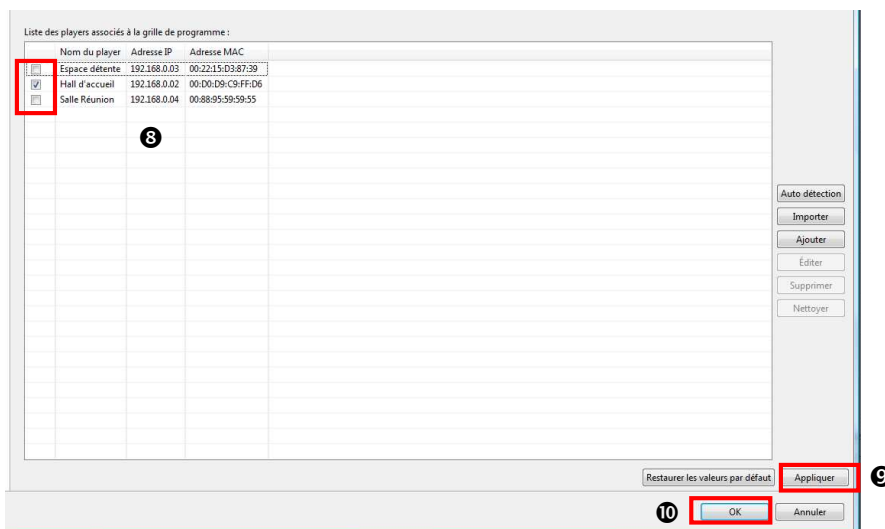 Liste des players associés à la grille de programme :
Nom du player Adresse IP Adresse MAC
Espace détente 192.168.0.03 00:22:15:D3:87:39
Hall d'accueil 192.168.0.02 00:D0:D9:C9:FF:D6
Salle Réunion 192.168.0.04 00:88:95:59:59:55
❽
Auto détection
Importer
Ajouter
Éditer
Supprimer
Nettoyer
Restaurer les valeurs par défaut Appliquer ❾
❿ OK Annuler